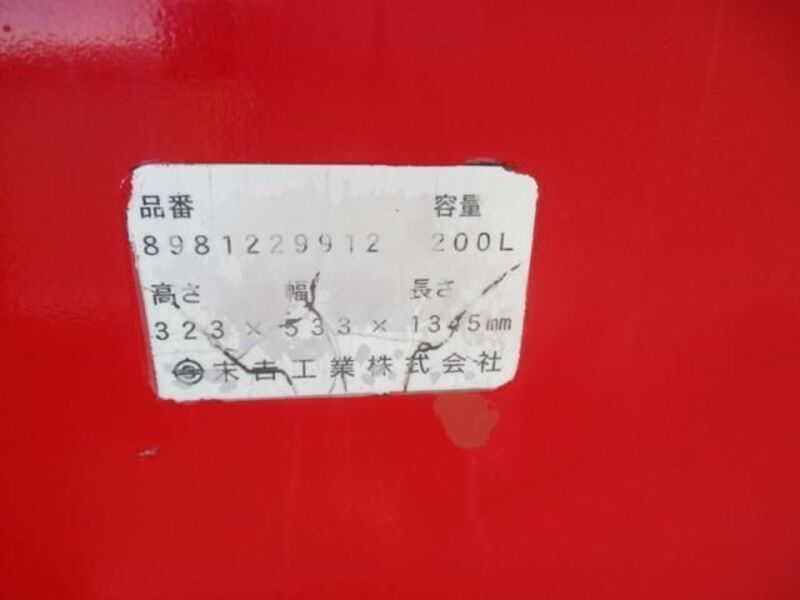 品番 容量
8981229912 200L
高さ 幅 長さ
323 × 533 × 1345mm
末吉工業株式会社